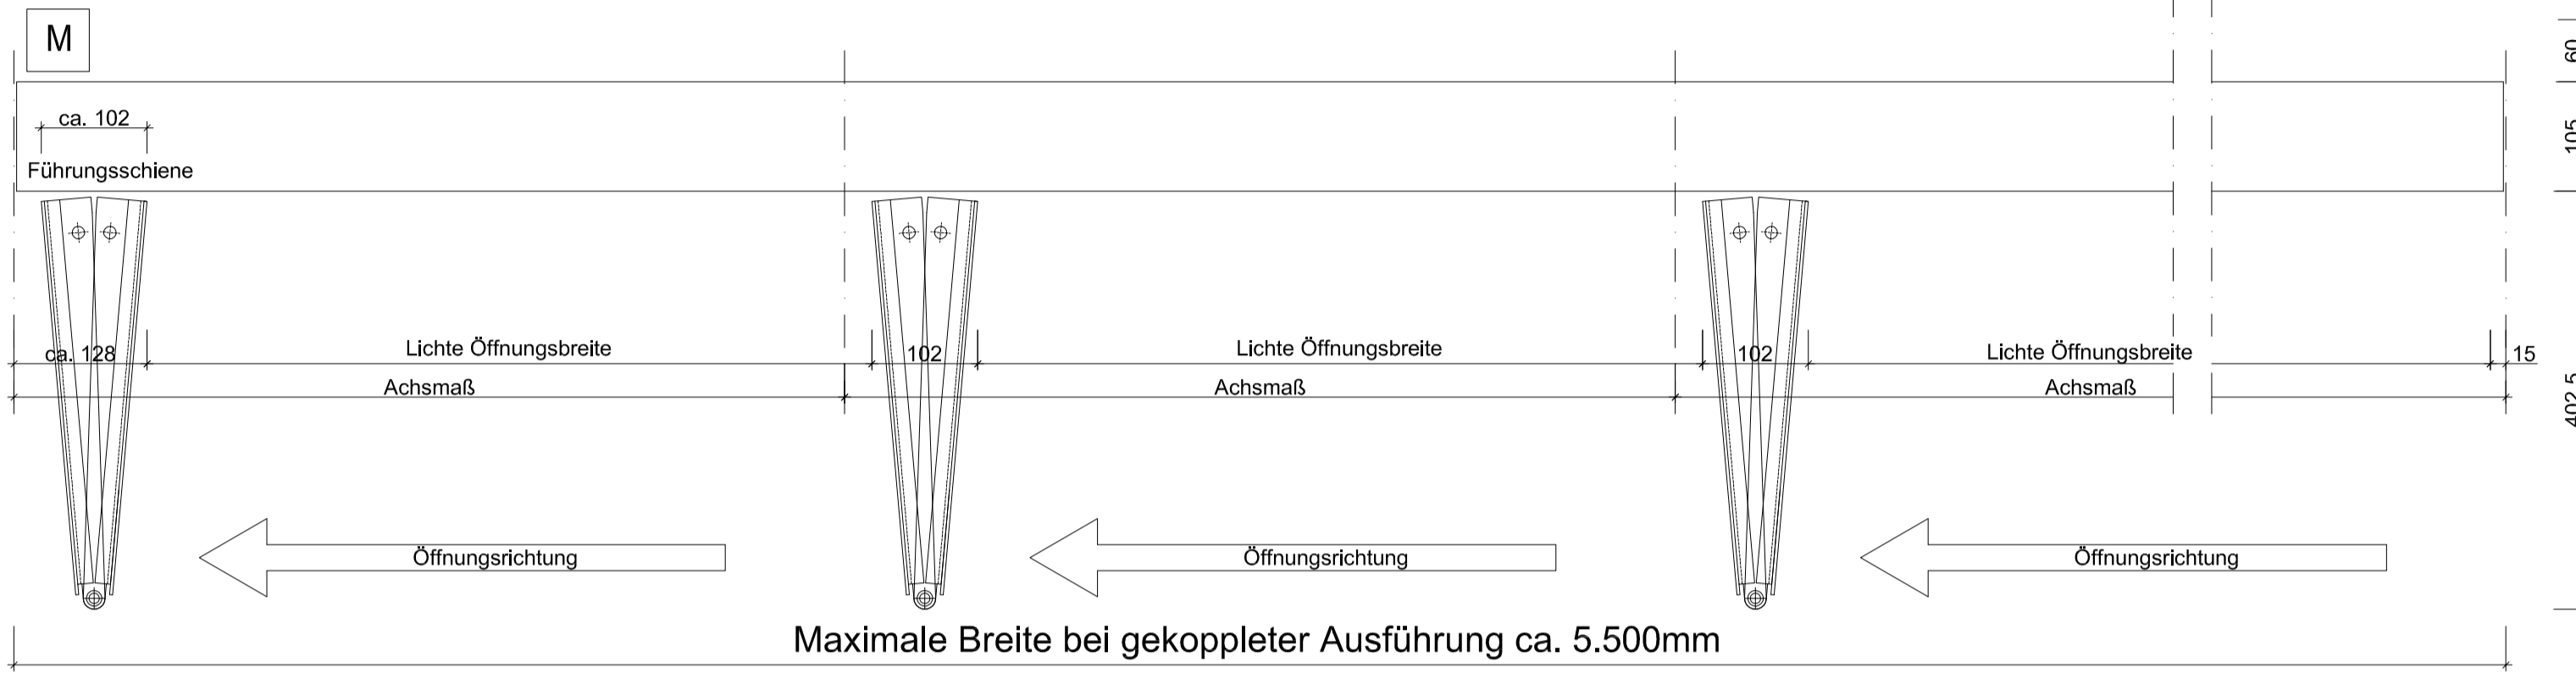 M
60
ca. 102
105
Führungsschiene
ca. 128
Lichte Öffnungsbreite
102
Lichte Öffnungsbreite
102
Lichte Öffnungsbreite
15
Achsmaß
Achsmaß
Achsmaß
402,5
Öffnungsrichtung
Öffnungsrichtung
Öffnungsrichtung
Maximale Breite bei gekoppleter Ausführung ca. 5.500mm